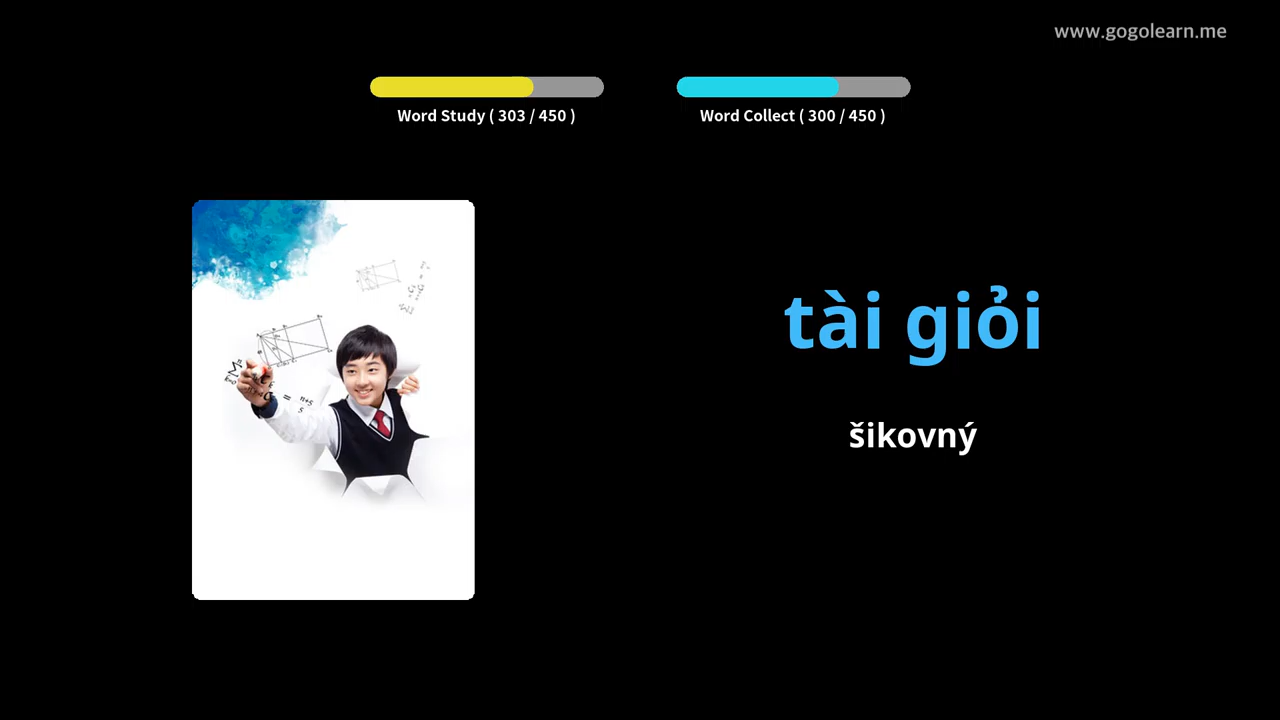 www.gogolearn.me
Word Study ( 303 / 450 )
Word Collect ( 300 / 450 )
tài giỏi
šikovný